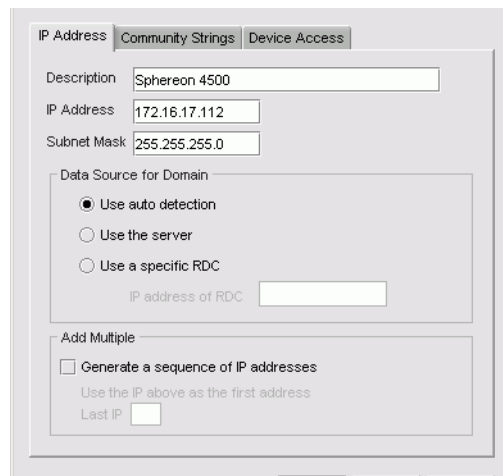 IP Address Community Strings Device Access
Description Sphereon 4500
IP Address 172.16.17.112
Subnet Mask 255.255.255.0
Data Source for Domain
Use auto detection
Use the server
Use a specific RDC
IP address of RDC
Add Multiple
Generate a sequence of IP addresses
Use the IP above as the first address
Last IP